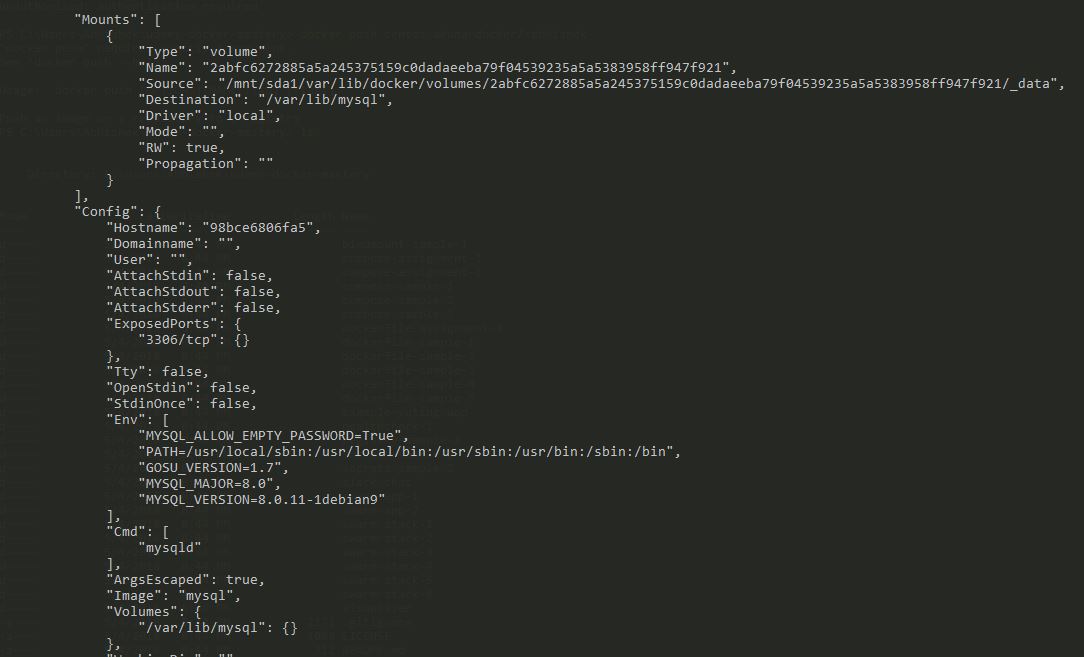 "Mounts": [
{
"Type": "volume",
"Name": "2abfc6272885a5a245375159c0dadaeeba79f04539235a5a5383958ff947f921",
"Source": "/mnt/sda1/var/lib/docker/volumes/2abfc6272885a5a245375159c0dadaeeba79f04539235a5a5383958ff947f921/_data",
"Destination": "/var/lib/mysql",
"Driver": "local",
"Mode": "",
"RW": true,
"Propagation": ""
}
],
"Config": {
"Hostname": "98bce6806fa5",
"Domainname": "",
"User": "",
"AttachStdin": false,
"AttachStdout": false,
"AttachStderr": false,
"ExposedPorts": {
"3306/tcp": {}
},
"Tty": false,
"OpenStdin": false,
"StdinOnce": false,
"Env": [
"MYSQL_ALLOW_EMPTY_PASSWORD=True",
"PATH=/usr/local/sbin:/usr/local/bin:/usr/sbin:/usr/bin:/sbin:/bin",
"GOSU_VERSION=1.7",
"MYSQL_MAJOR=8.0",
"MYSQL_VERSION=8.0.11-1debian9"
],
"Cmd": [
"mysqld"
],
"ArgsEscaped": true,
"Image": "mysql",
"Volumes": {
"/var/lib/mysql": {}
},